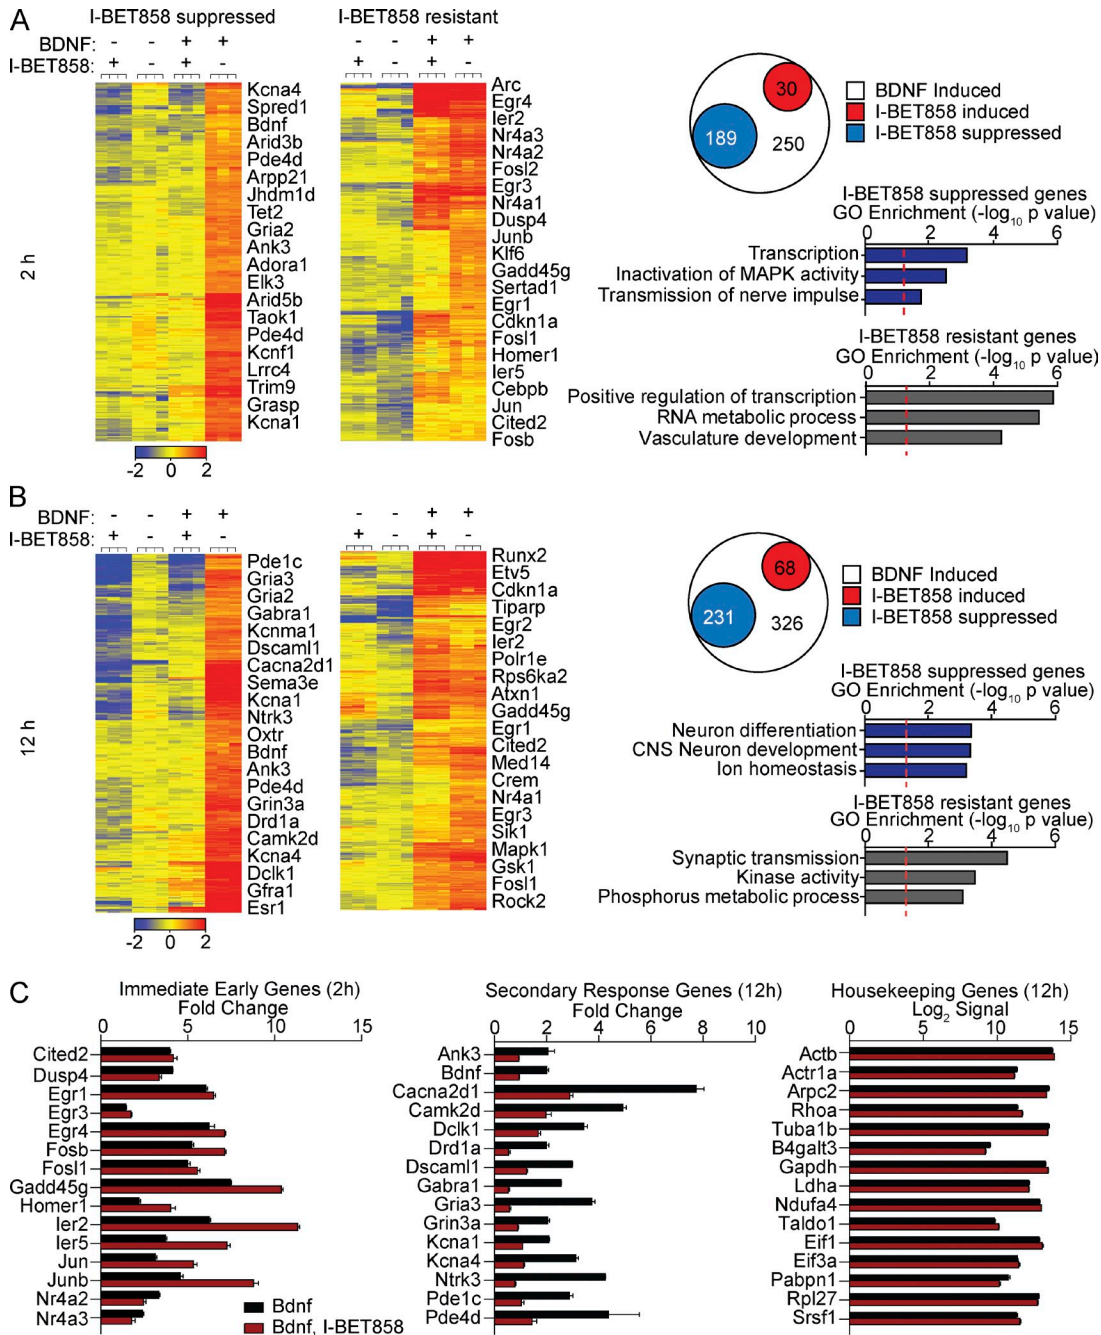 A
I-BET858 suppressed
I-BET858 resistant
BDNF: - - + + - - + +
I-BET858: + - + - + - + -
2 h
Kcna4
Spred1
Bdnf
Arid3b
Pde4d
Arpp21
Jhdm1d
Tet2
Gria2
Ank3
Adora1
Elk3
Arid5b
Taok1
Pde4d
Kcnf1
Lrrc4
Trim9
Grasp
Kcna1
-2 0 2
Arc
Egr4
Ier2
Nr4a3
Nr4a2
Fosl2
Egr3
Nr4a1
Dusp4
Junb
Klf6
Gadd45g
Sertad1
Egr1
Cdkn1a
Fosl1
Homer1
Ier5
Cebpb
Jun
Cited2
Fosb
30
189
250
BDNF Induced
I-BET858 induced
I-BET858 suppressed
I-BET858 suppressed genes
GO Enrichment (-log10 p value)
0 2 4 6
Transcription
Inactivation of MAPK activity
Transmission of nerve impulse
I-BET858 resistant genes
GO Enrichment (-log10 p value)
0 2 4 6
Positive regulation of transcription
RNA metabolic process
Vasculature development
B
BDNF: - - + + - - + +
I-BET858: + - + - + - + -
12 h
Pde1c
Gria3
Gria2
Gabra1
Kcnma1
Dscaml1
Cacna2d1
Sema3e
Kcna1
Ntrk3
Oxtr
Bdnf
Ank3
Pde4d
Grin3a
Drd1a
Camk2d
Kcna4
Dclk1
Gfra1
Esr1
-2 0 2
Runx2
Etv5
Cdkn1a
Tiparp
Egr2
Ier2
Polr1e
Rps6ka2
Atxn1
Gadd45g
Egr1
Cited2
Med14
Crem
Nr4a1
Egr3
Sik1
Mapk1
Gsk1
Fosl1
Rock2
68
231
326
BDNF Induced
I-BET858 induced
I-BET858 suppressed
I-BET858 suppressed genes
GO Enrichment (-log10 p value)
0 2 4 6
Neuron differentiation
CNS Neuron development
Ion homeostasis
I-BET858 resistant genes
GO Enrichment (-log10 p value)
0 2 4 6
Synaptic transmission
Kinase activity
Phosphorus metabolic process
C
Immediate Early Genes (2h)
Fold Change
0 5 10 15
Cited2
Dusp4
Egr1
Egr3
Egr4
Fosb
Fosl1
Gadd45g
Homer1
Ier2
Ier5
Jun
Junb
Nr4a2
Nr4a3
Bdnf
Bdnf, I-BET858
Secondary Response Genes (12h)
Fold Change
0 2 4 6 8 10
Ank3
Bdnf
Cacna2d1
Camk2d
Dclk1
Drd1a
Dscaml1
Gabra1
Gria3
Grin3a
Kcna1
Kcna4
Ntrk3
Pde1c
Pde4d
Housekeeping Genes (12h)
Log2 Signal
0 5 10 15
Actb
Actr1a
Arpc2
Rhoa
Tuba1b
B4galt3
Gapdh
Ldha
Ndufa4
Taldo1
Eif1
Eif3a
Pabpn1
Rpl27
Srsf1